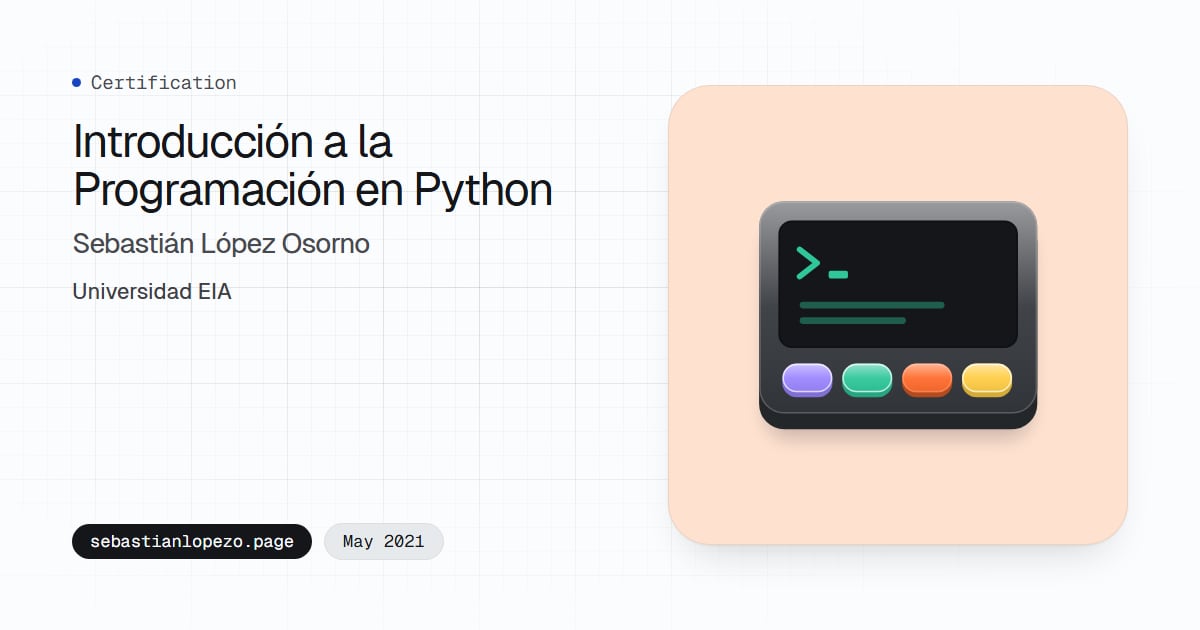 Certification
Introducción a la
Programación en Python
Sebastián López Osorno
Universidad EIA
sebastianlopezo.page
May 2021